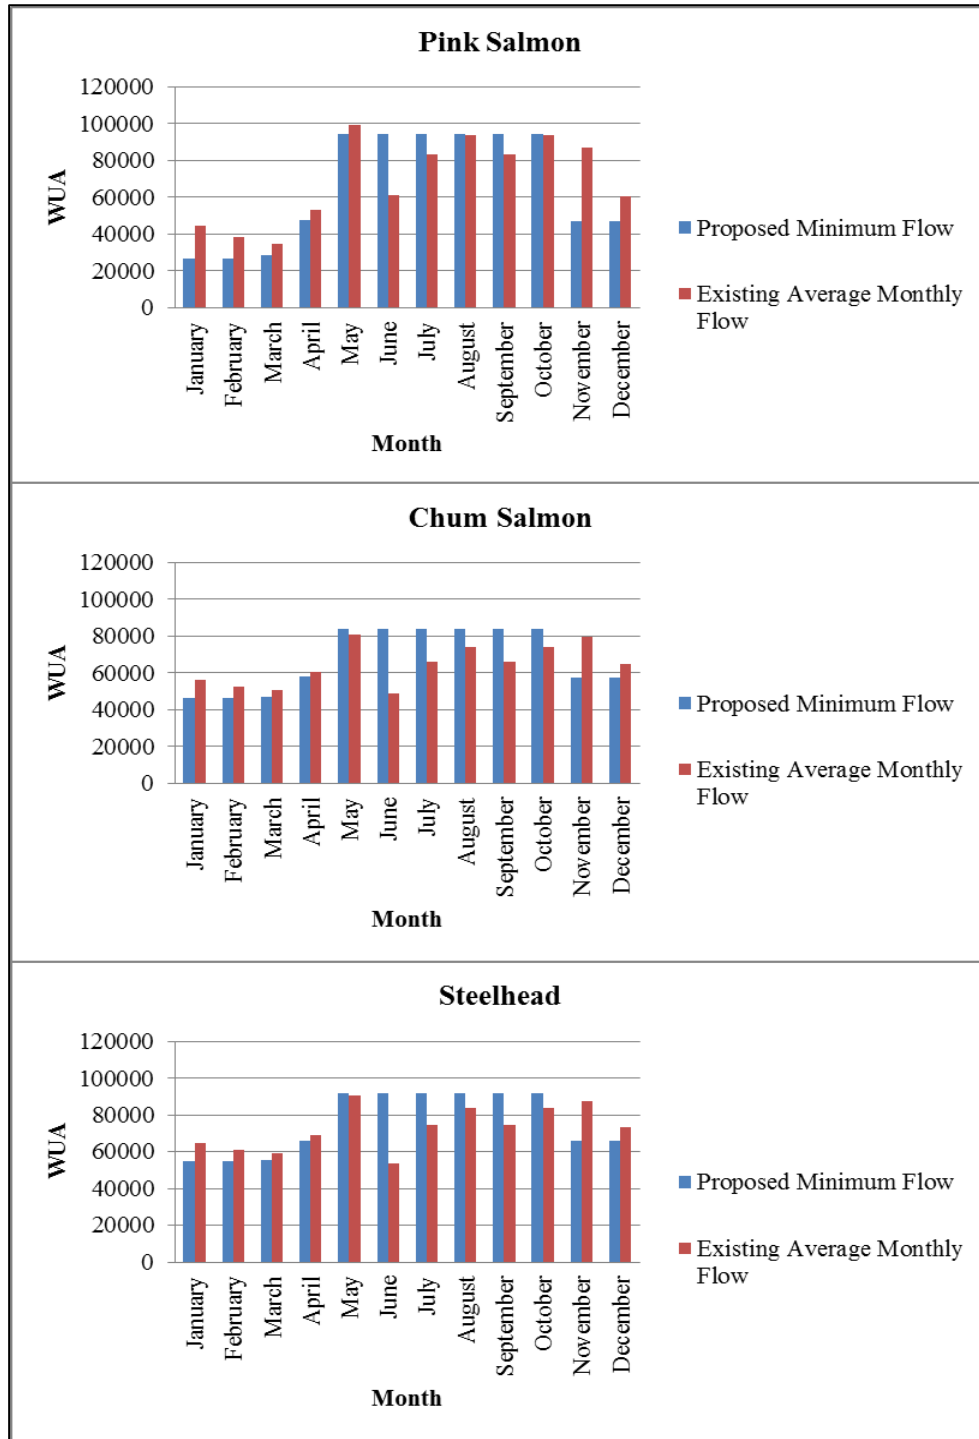 Pink Salmon
120000
100000
80000
60000
40000
20000
0
WUA
January
February
March
April
May
June
July
August
September
October
November
December
Month
Proposed Minimum Flow
Existing Average Monthly
Flow
Chum Salmon
120000
100000
80000
60000
40000
20000
0
WUA
January
February
March
April
May
June
July
August
September
October
November
December
Month
Proposed Minimum Flow
Existing Average Monthly
Flow
Steelhead
120000
100000
80000
60000
40000
20000
0
WUA
January
February
March
April
May
June
July
August
September
October
November
December
Month
Proposed Minimum Flow
Existing Average Monthly
Flow